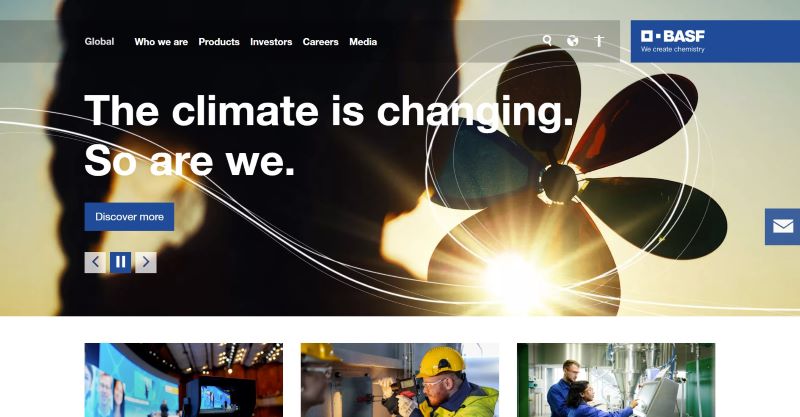 Global Who we are Products Investors Careers Media
BASF
We create chemistry
The climate is changing.
So are we.
Discover more